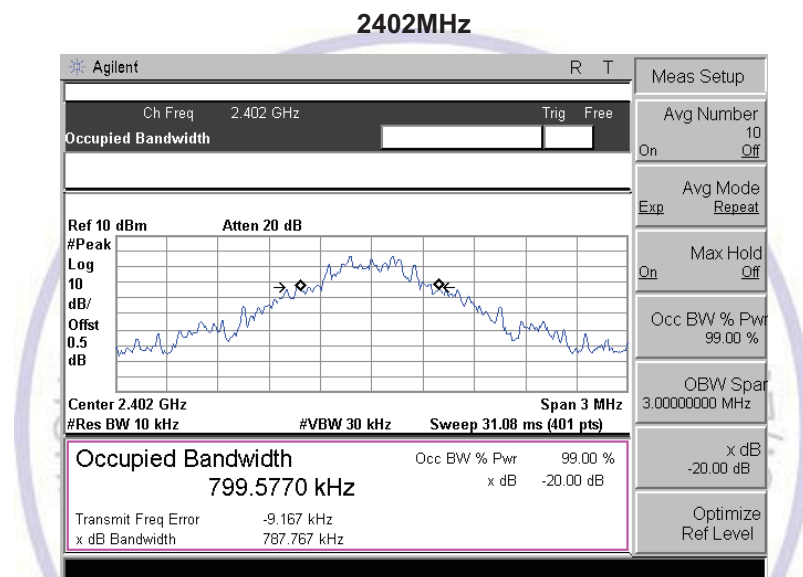 2402MHz
Agilent R T
Ch Freq 2.402 GHz Trig Free
Occupied Bandwidth
Ref 10 dBm Atten 20 dB
#Peak
Log
10
dB/
Offst
0.5
dB
Center 2.402 GHz Span 3 MHz
#Res BW 10 kHz #VBW 30 kHz Sweep 31.08 ms (401 pts)
Occupied Bandwidth
799.5770 kHz
Occ BW % Pwr 99.00 %
x dB -20.00 dB
Transmit Freq Error -9.167 kHz
x dB Bandwidth 787.767 kHz
Meas Setup
Avg Number
10
On Off
Avg Mode
Exp Repeat
Max Hold
On Off
Occ BW % Pwr
99.00 %
OBW Span
3.00000000 MHz
x dB
-20.00 dB
Optimize
Ref Level